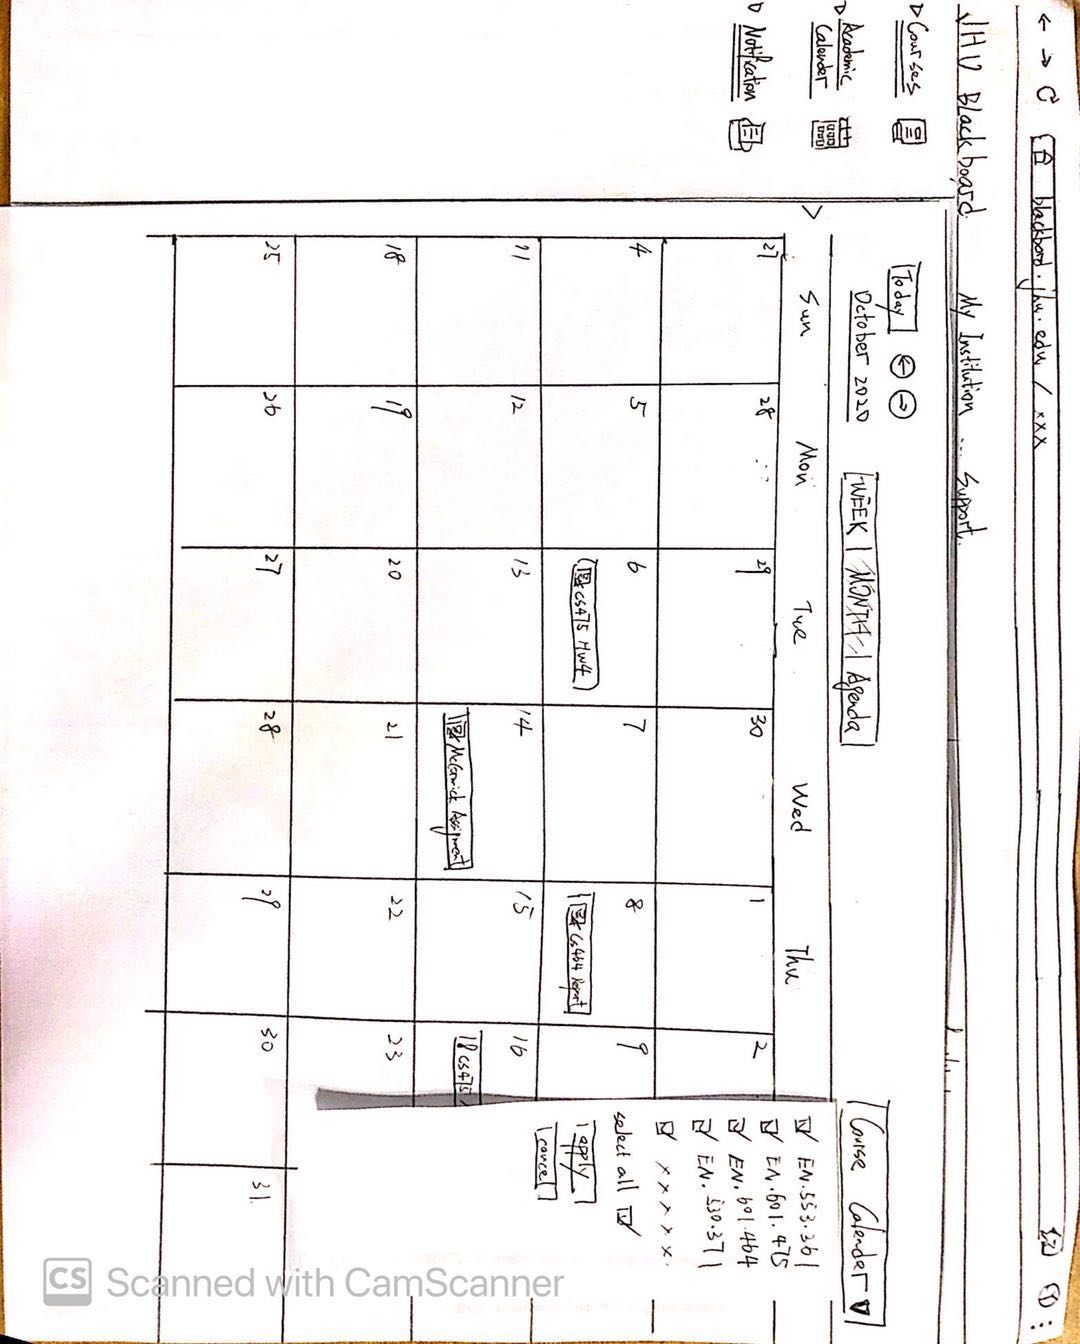 blackboard.jhu.edu / xxx
JHU Blackboard My Institution ... Support.
Courses
Academic Calender
Notification
Today
October 2020
WEEK | MONTH | Agenda
Course Calender
EN.553.361
EN.601.475
EN.601.464
EN.530.371
x x x x x
select all
apply
cancel
Sun Mon Tue Wed Thu
27 28 29 30 1 2
4 5 6 7 8 9
CS475 HW4
CS464 Report
11 12 13 14 15 16
McCormick Assignment
CS475
18 19 20 21 22 23
25 26 27 28 29 30 31
CS Scanned with CamScanner